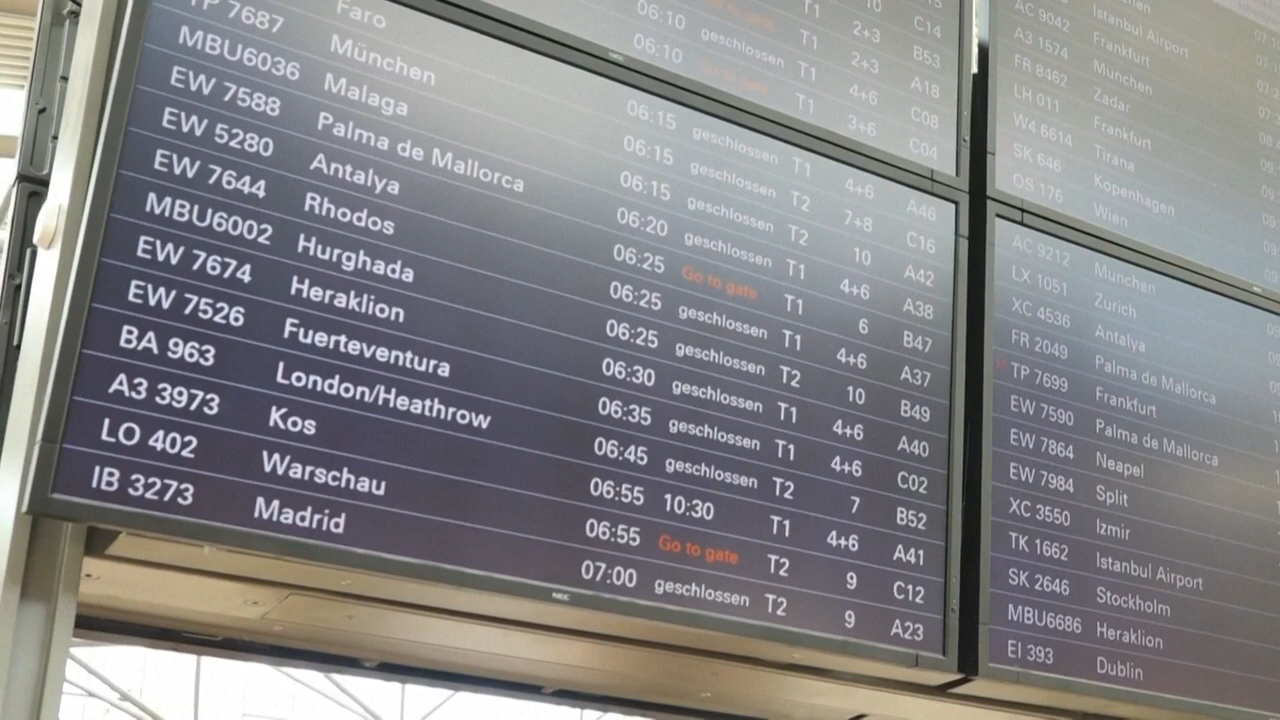 10 C14
T1 2+3 B53
T1 2+3 A18
06:10 geschlossen T1 4+6 C08
06:10 T1 3+6 C04
NEC
Faro 06:15 geschlossen T1 4+6 A46
TP 7687 München 06:15 geschlossen T2 7+8 C16
MBU6036 Malaga 06:15 geschlossen T2 10 A42
EW 7588 Palma de Mallorca 06:20 geschlossen T1 4+6 A38
EW 5280 Antalya 06:25 Go to gate T1 6 B47
EW 7644 Rhodos 06:25 geschlossen T1 4+6 A37
MBU6002 Hurghada 06:25 geschlossen T2 10 B49
EW 7674 Heraklion 06:30 geschlossen T1 4+6 A40
EW 7526 Fuerteventura 06:35 geschlossen T1 4+6 C02
BA 963 London/Heathrow 06:45 geschlossen T2 7 B52
A3 3973 Kos 06:55 10:30 T1 4+6 A41
LO 402 Warschau 06:55 Go to gate T2 9 C12
IB 3273 Madrid 07:00 geschlossen T2 9 A23
NEC
Istanbul Airport
AC 9042 Frankfurt
A3 1574 München
FR 8462 Zadar
LH 011 Frankfurt
W4 6614 Tirana
SK 646 Kopenhagen
OS 176 Wien
AC 9212 München
LX 1051 Zurich
XC 4536 Antalya
FR 2049 Palma de Mallorca
TP 7699 Frankfurt
EW 7590 Palma de Mallorca
EW 7864 Neapel
EW 7984 Split
XC 3550 Izmir
TK 1662 Istanbul Airport
SK 2646 Stockholm
MBU6686 Heraklion
EI 393 Dublin